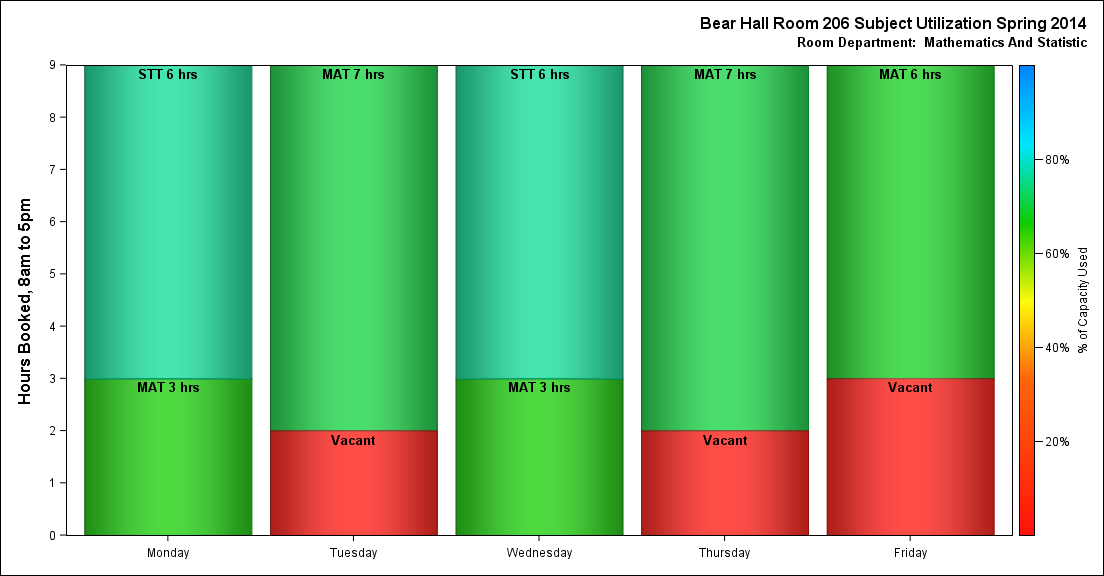 Bear Hall Room 206 Subject Utilization Spring 2014
Room Department: Mathematics And Statistic
Hours Booked, 8am to 5pm
9
8
7
6
5
4
3
2
1
0
STT 6 hrs
MAT 3 hrs
MAT 7 hrs
Vacant
STT 6 hrs
MAT 3 hrs
MAT 7 hrs
Vacant
MAT 6 hrs
Vacant
Monday
Tuesday
Wednesday
Thursday
Friday
80%
60%
40%
20%
% of Capacity Used